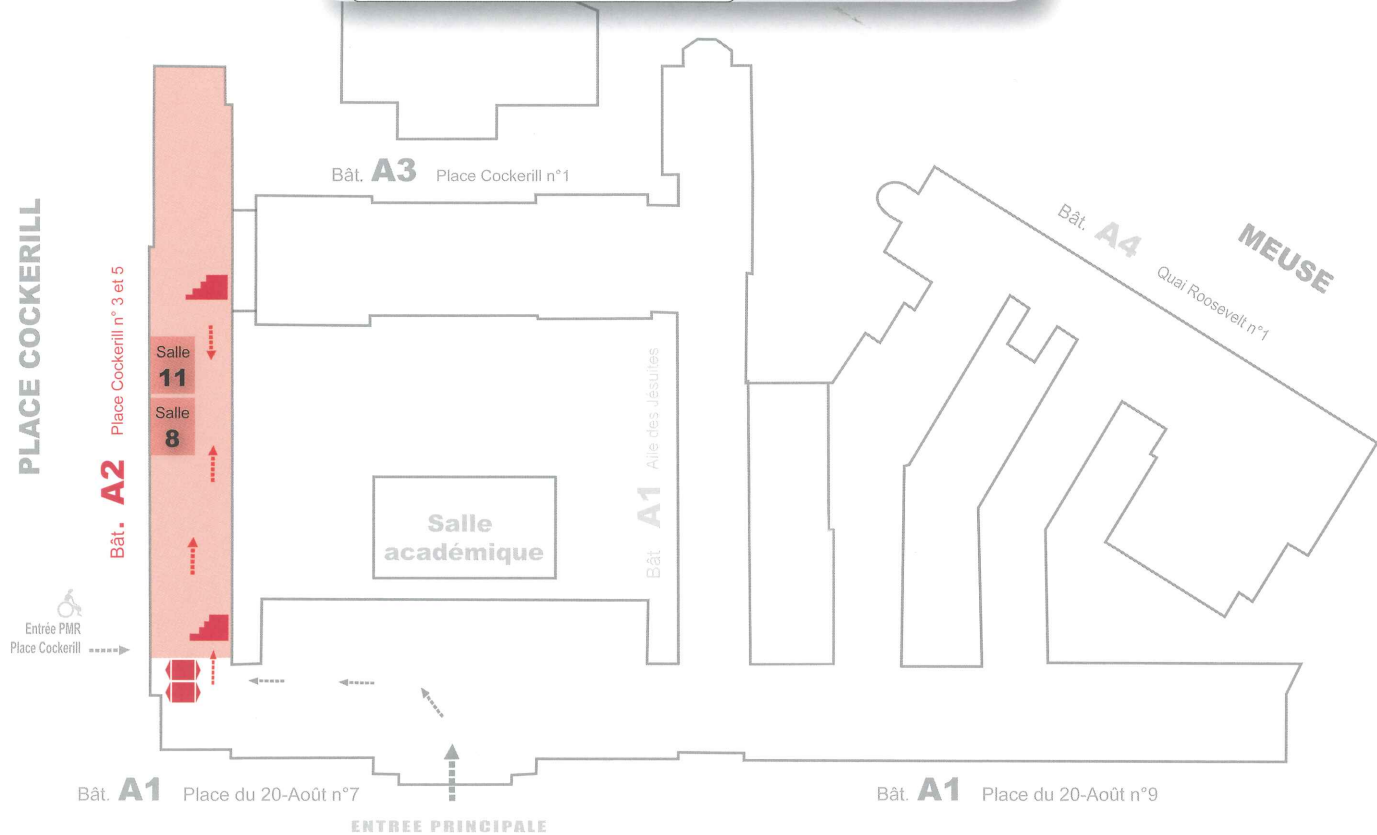 Bât. A3 Place Cockerill n°1
PLACE COCKERILL
Bât. A2 Place Cockerill n° 3 et 5
Salle
11
Salle
8
Salle
académique
Bât A1 Aile des Jésuites
Bât. A4 Quai Roosevelt n°1
MEUSE
Entrée PMR
Place Cockerill
Bât. A1 Place du 20-Août n°7
ENTREE PRINCIPALE
Bât. A1 Place du 20-Août n°9